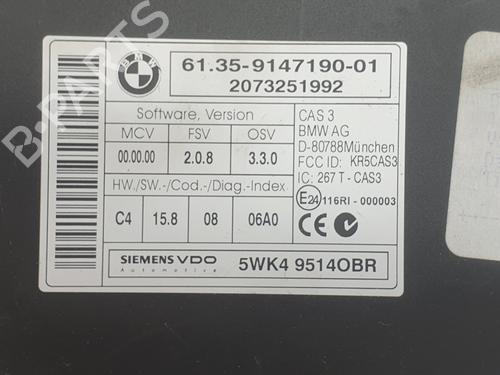 BMW
61.35-9147190-01
2073251992
Software, Version
MCV FSV OSV
00.00.00 2.0.8 3.3.0
HW./SW.-/Cod.-/Diag.-Index
C4 15.8 08 06A0
CAS 3
BMW AG
D-80788München
FCC ID: KR5CAS3
IC: 267 T - CAS3
E24 116RI - 000003
SIEMENS VDO
Automotive
5WK4 9514OBR
B-PARTS